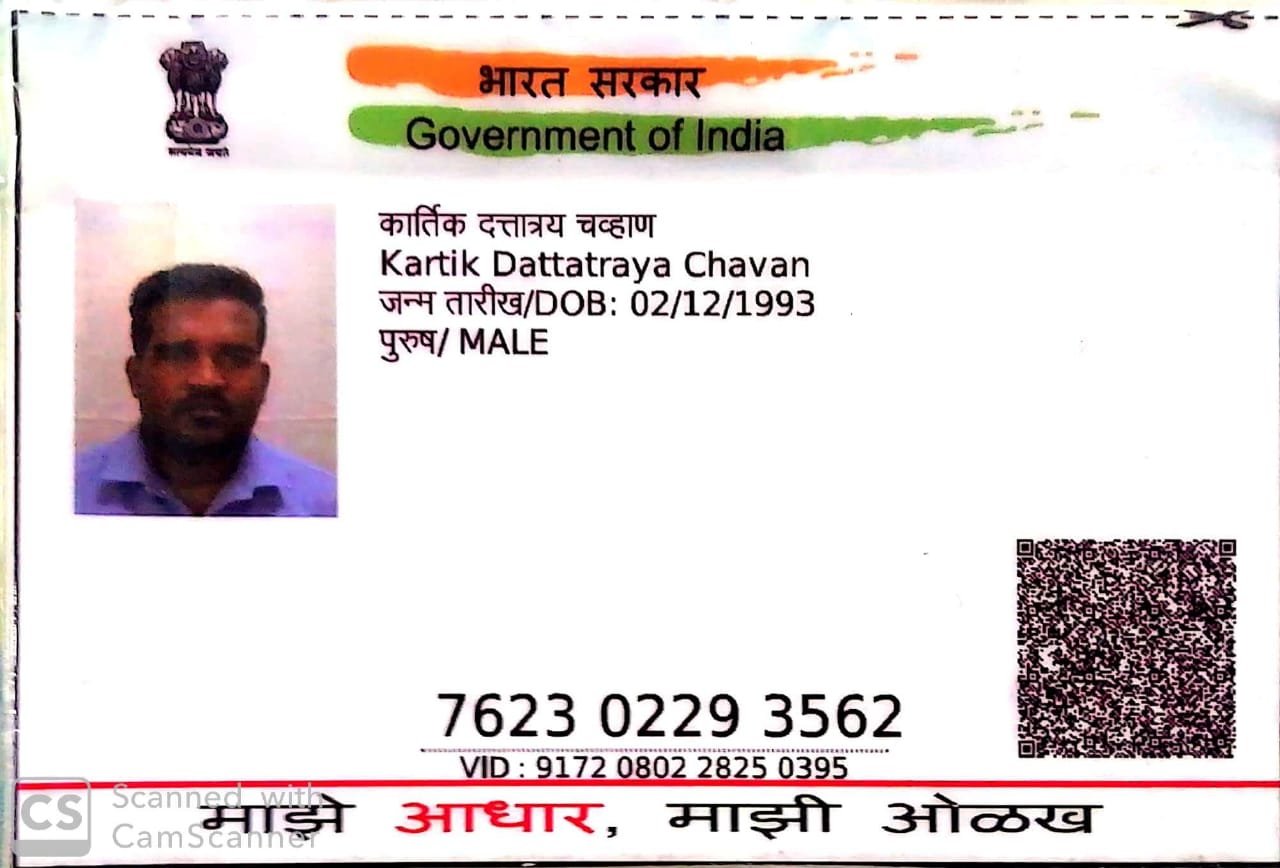 भारत सरकार
Government of India
सत्यमेव जयते
कार्तिक दत्तात्रय चव्हाण
Kartik Dattatraya Chavan
जन्म तारीख/DOB: 02/12/1993
पुरुष/ MALE
7623 0229 3562
VID : 9172 0802 2825 0395
माझे आधार, माझी ओळख
CS Scanned with
CamScanner